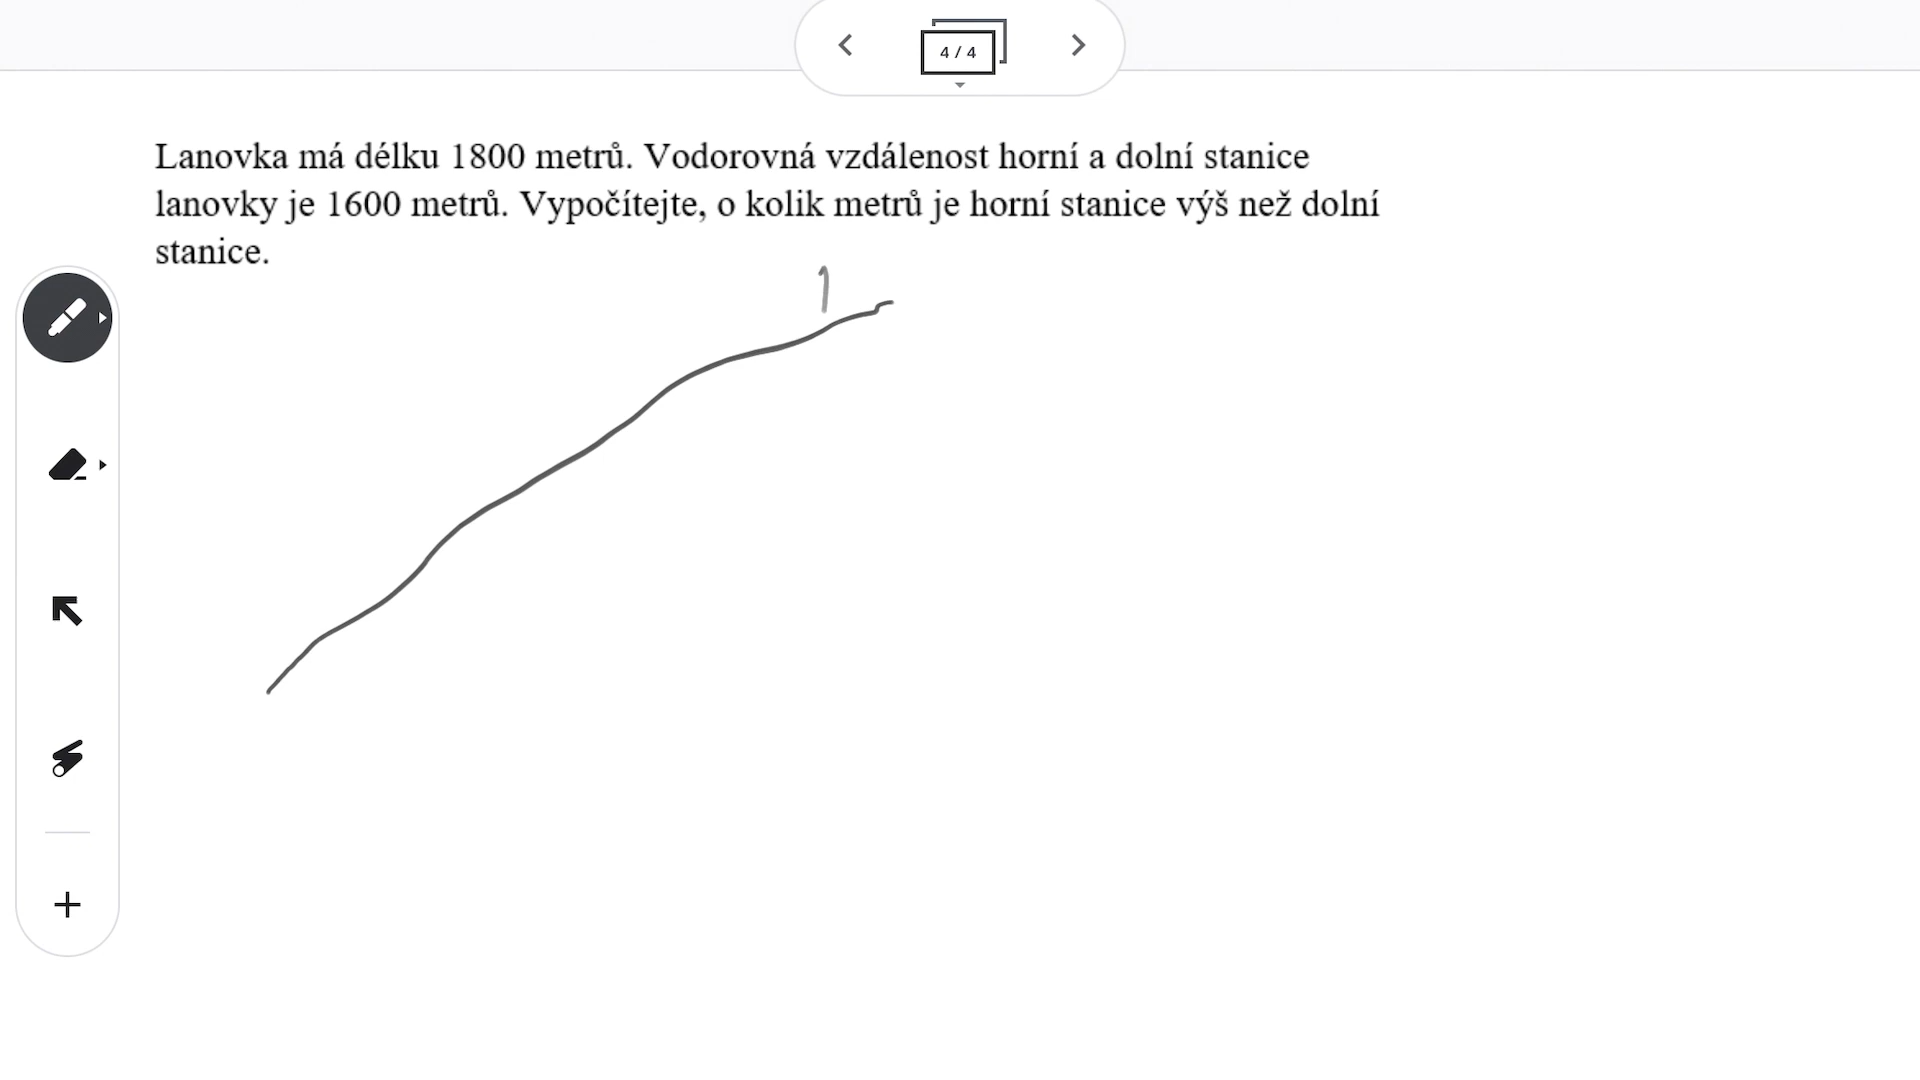 4 / 4
Lanovka má délku 1800 metrů. Vodorovná vzdálenost horní a dolní stanice
lanovky je 1600 metrů. Vypočítejte, o kolik metrů je horní stanice výš než dolní
stanice.
1